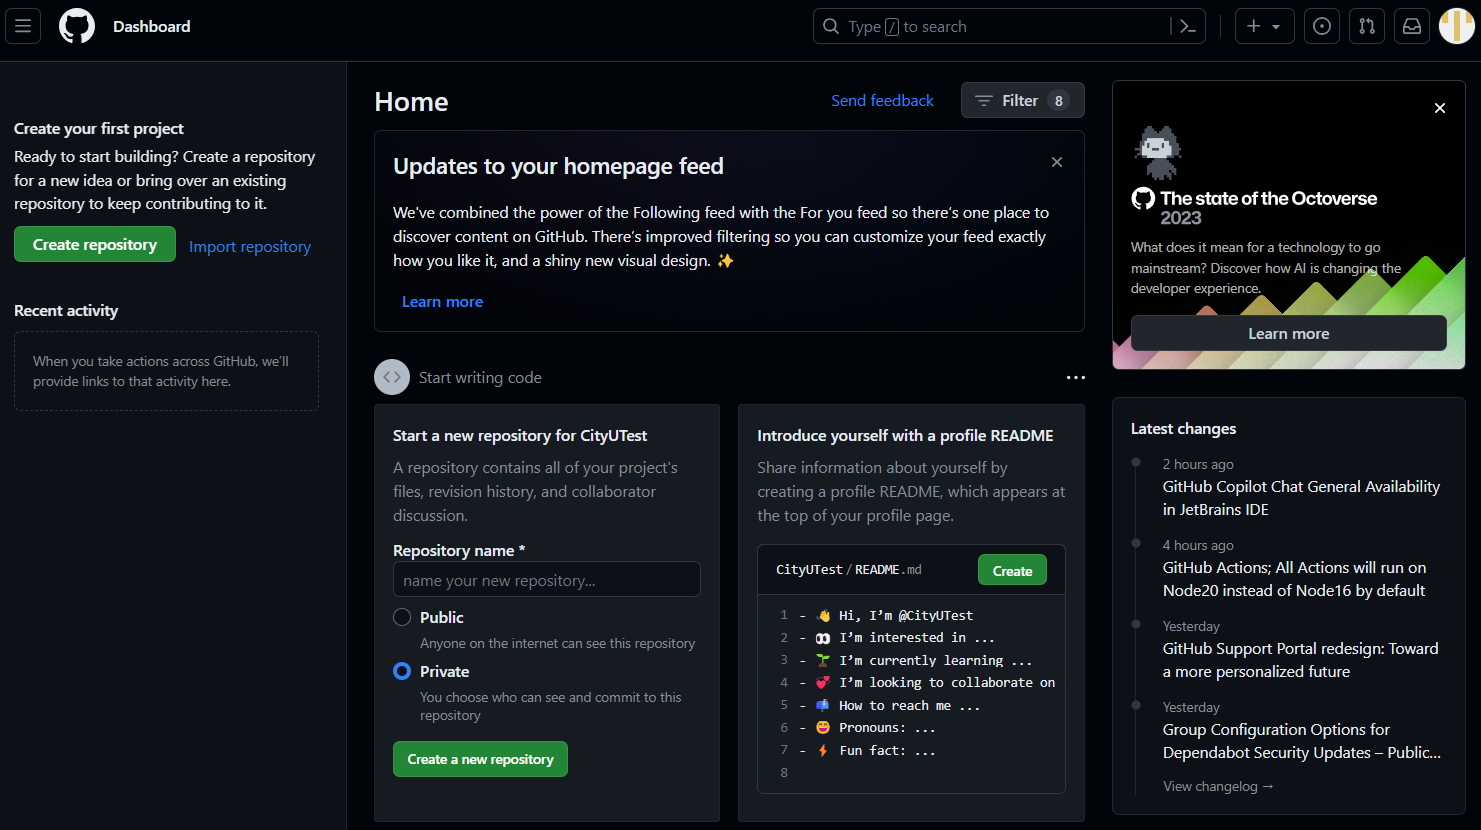 Dashboard
Type / to search
Create your first project
Ready to start building? Create a repository
for a new idea or bring over an existing
repository to keep contributing to it.
Create repository
Import repository
Recent activity
When you take actions across GitHub, we'll
provide links to that activity here.
Home
Send feedback
Filter 8
Updates to your homepage feed
We've combined the power of the Following feed with the For you feed so there's one place to
discover content on GitHub. There's improved filtering so you can customize your feed exactly
how you like it, and a shiny new visual design. ✨
Learn more
Start writing code
Start a new repository for CityUTest
A repository contains all of your project's
files, revision history, and collaborator
discussion.
Repository name *
name your new repository...
Public
Anyone on the internet can see this repository
Private
You choose who can see and commit to this
repository
Create a new repository
Introduce yourself with a profile README
Share information about yourself by
creating a profile README, which appears at
the top of your profile page.
CityUTest / README.md
Create
1 - 👋 Hi, I'm @CityUTest
2 - 👀 I'm interested in ...
3 - 🌱 I'm currently learning ...
4 - 💞️ I'm looking to collaborate on
5 - 📫 How to reach me ...
6 - 😄 Pronouns: ...
7 - ⚡ Fun fact: ...
8
The state of the Octoverse
2023
What does it mean for a technology to go
mainstream? Discover how AI is changing the
developer experience.
Learn more
Latest changes
2 hours ago
GitHub Copilot Chat General Availability
in JetBrains IDE
4 hours ago
GitHub Actions; All Actions will run on
Node20 instead of Node16 by default
Yesterday
GitHub Support Portal redesign: Toward
a more personalized future
Yesterday
Group Configuration Options for
Dependabot Security Updates – Public...
View changelog →